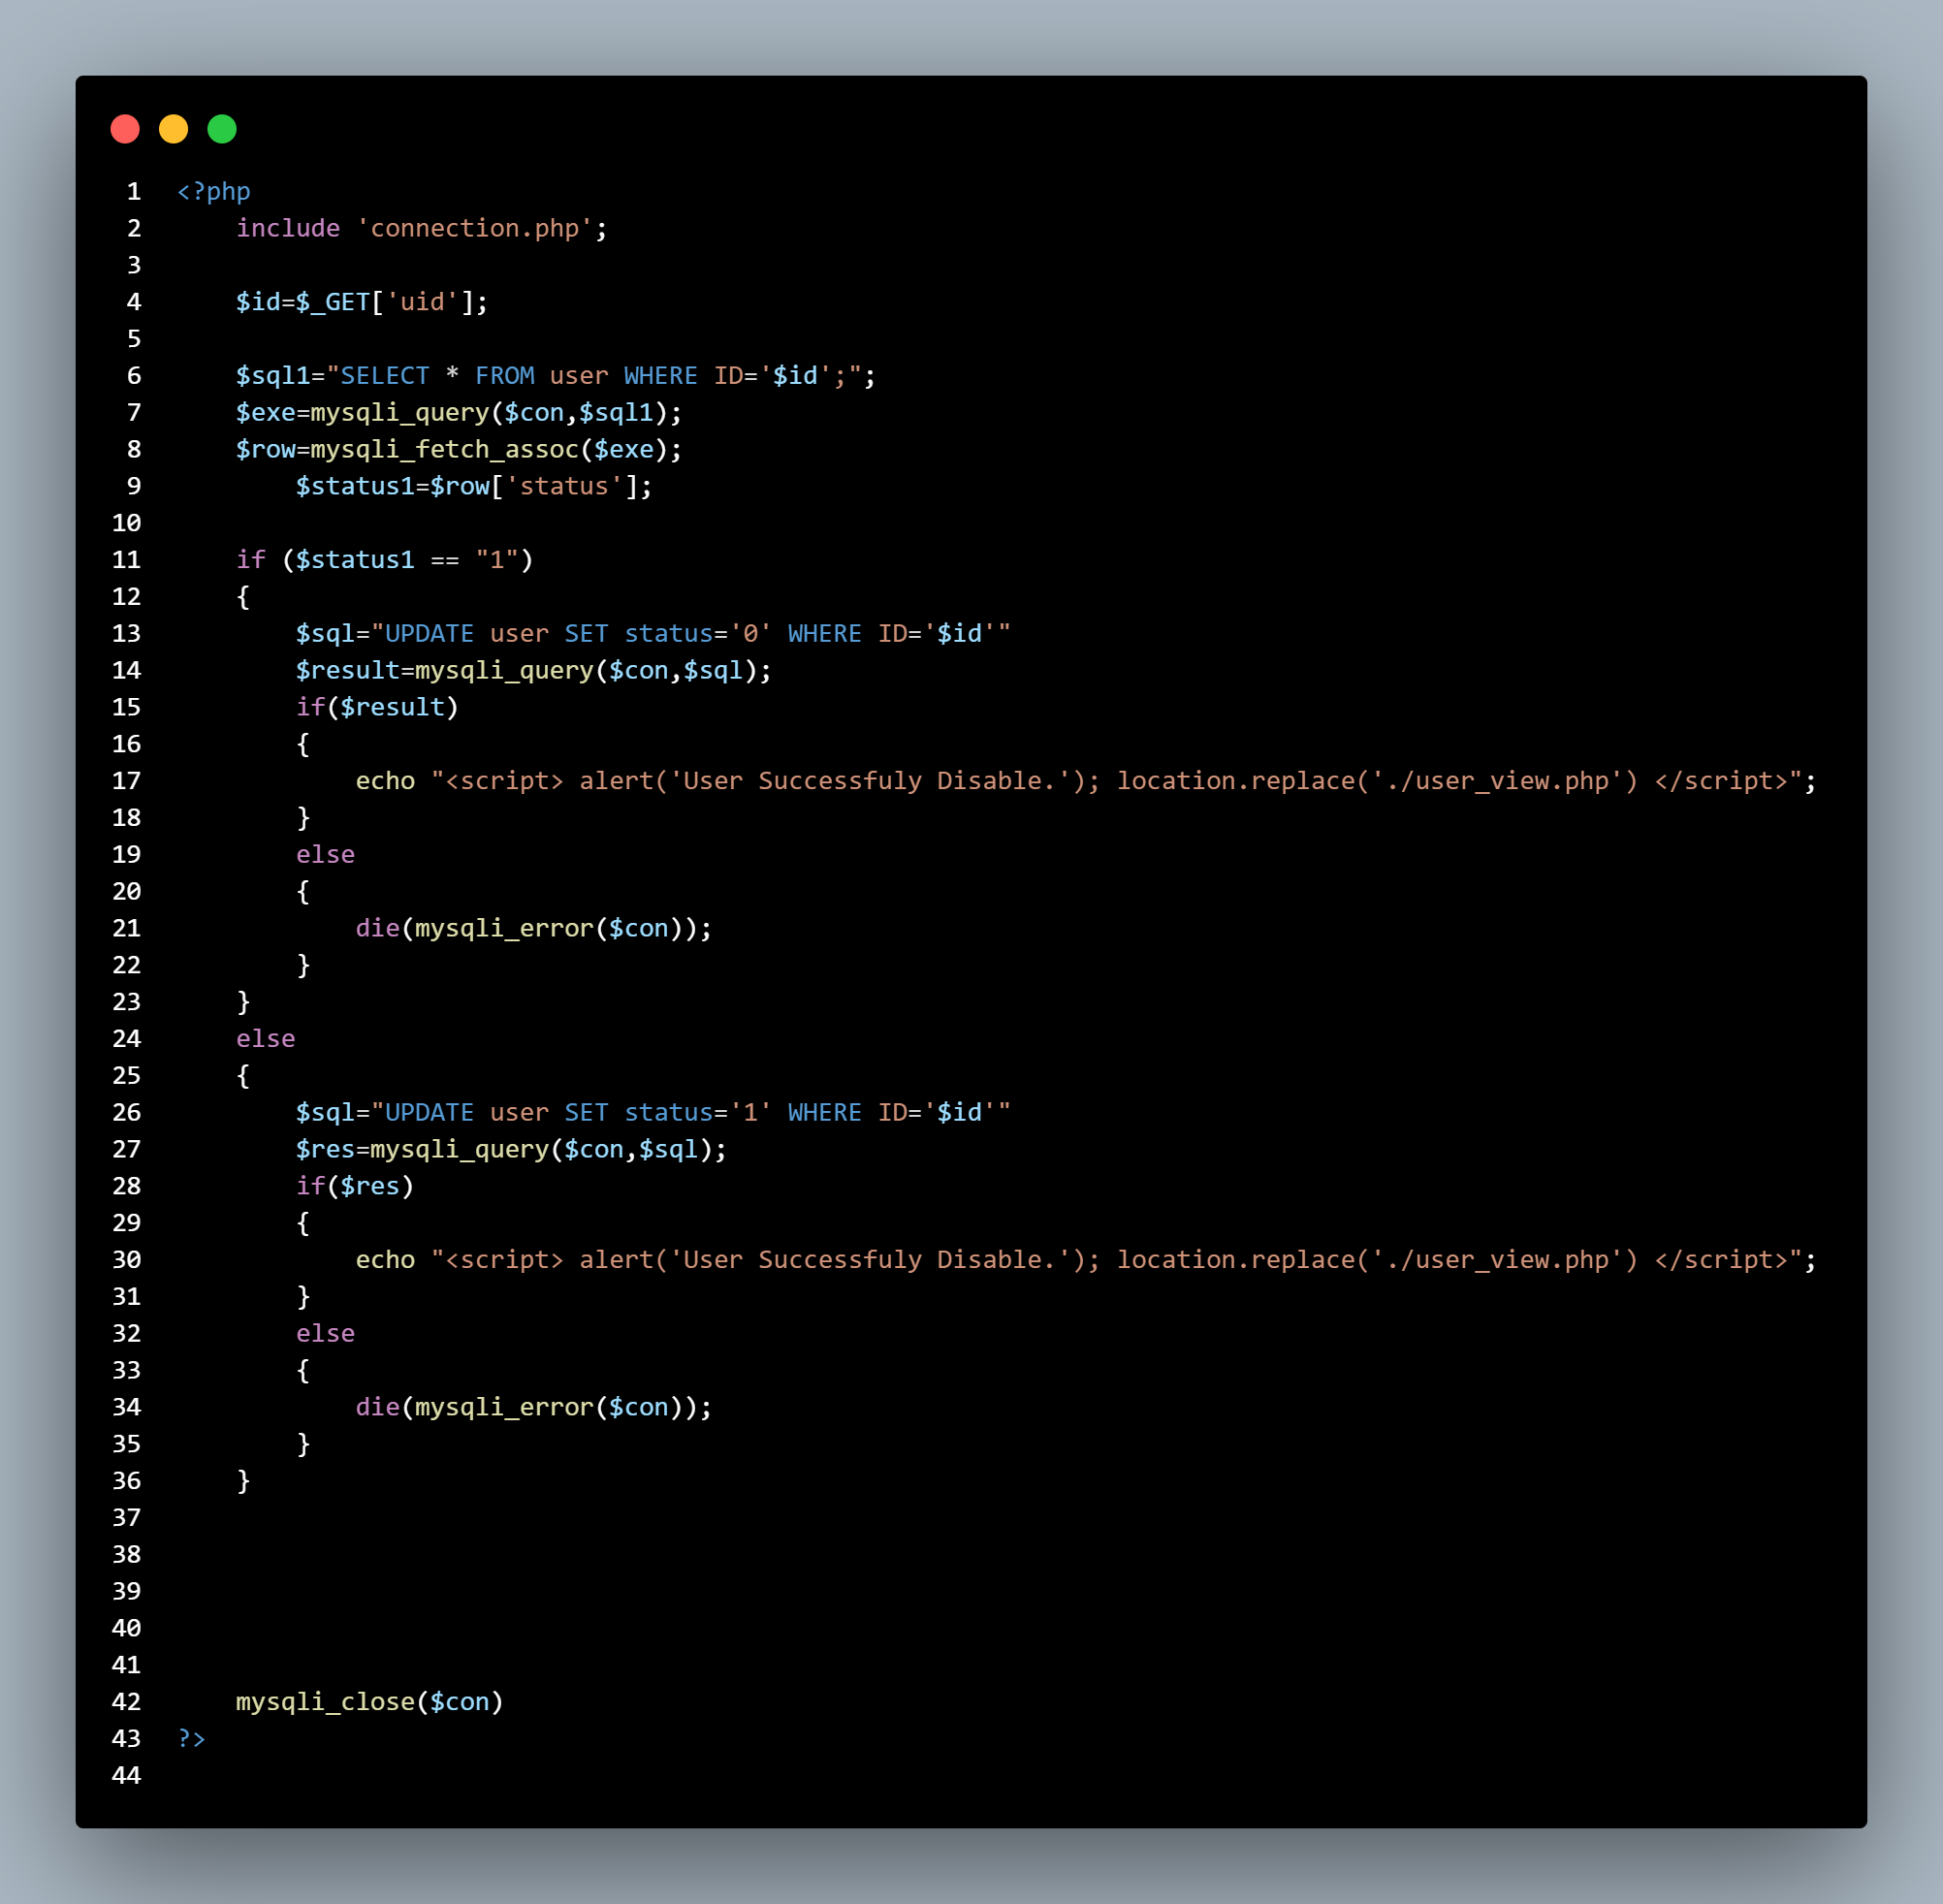 1 <?php
2     include 'connection.php';
3
4     $id=$_GET['uid'];
5
6     $sql1="SELECT * FROM user WHERE ID='$id';";
7     $exe=mysqli_query($con,$sql1);
8     $row=mysqli_fetch_assoc($exe);
9         $status1=$row['status'];
10
11     if ($status1 == "1")
12     {
13         $sql="UPDATE user SET status='0' WHERE ID='$id'"
14         $result=mysqli_query($con,$sql);
15         if($result)
16         {
17             echo "<script> alert('User Successfuly Disable.'); location.replace('./user_view.php') </script>";
18         }
19         else
20         {
21             die(mysqli_error($con));
22         }
23     }
24     else
25     {
26         $sql="UPDATE user SET status='1' WHERE ID='$id'"
27         $res=mysqli_query($con,$sql);
28         if($res)
29         {
30             echo "<script> alert('User Successfuly Disable.'); location.replace('./user_view.php') </script>";
31         }
32         else
33         {
34             die(mysqli_error($con));
35         }
36     }
37
38
39
40
41
42     mysqli_close($con)
43 ?>
44